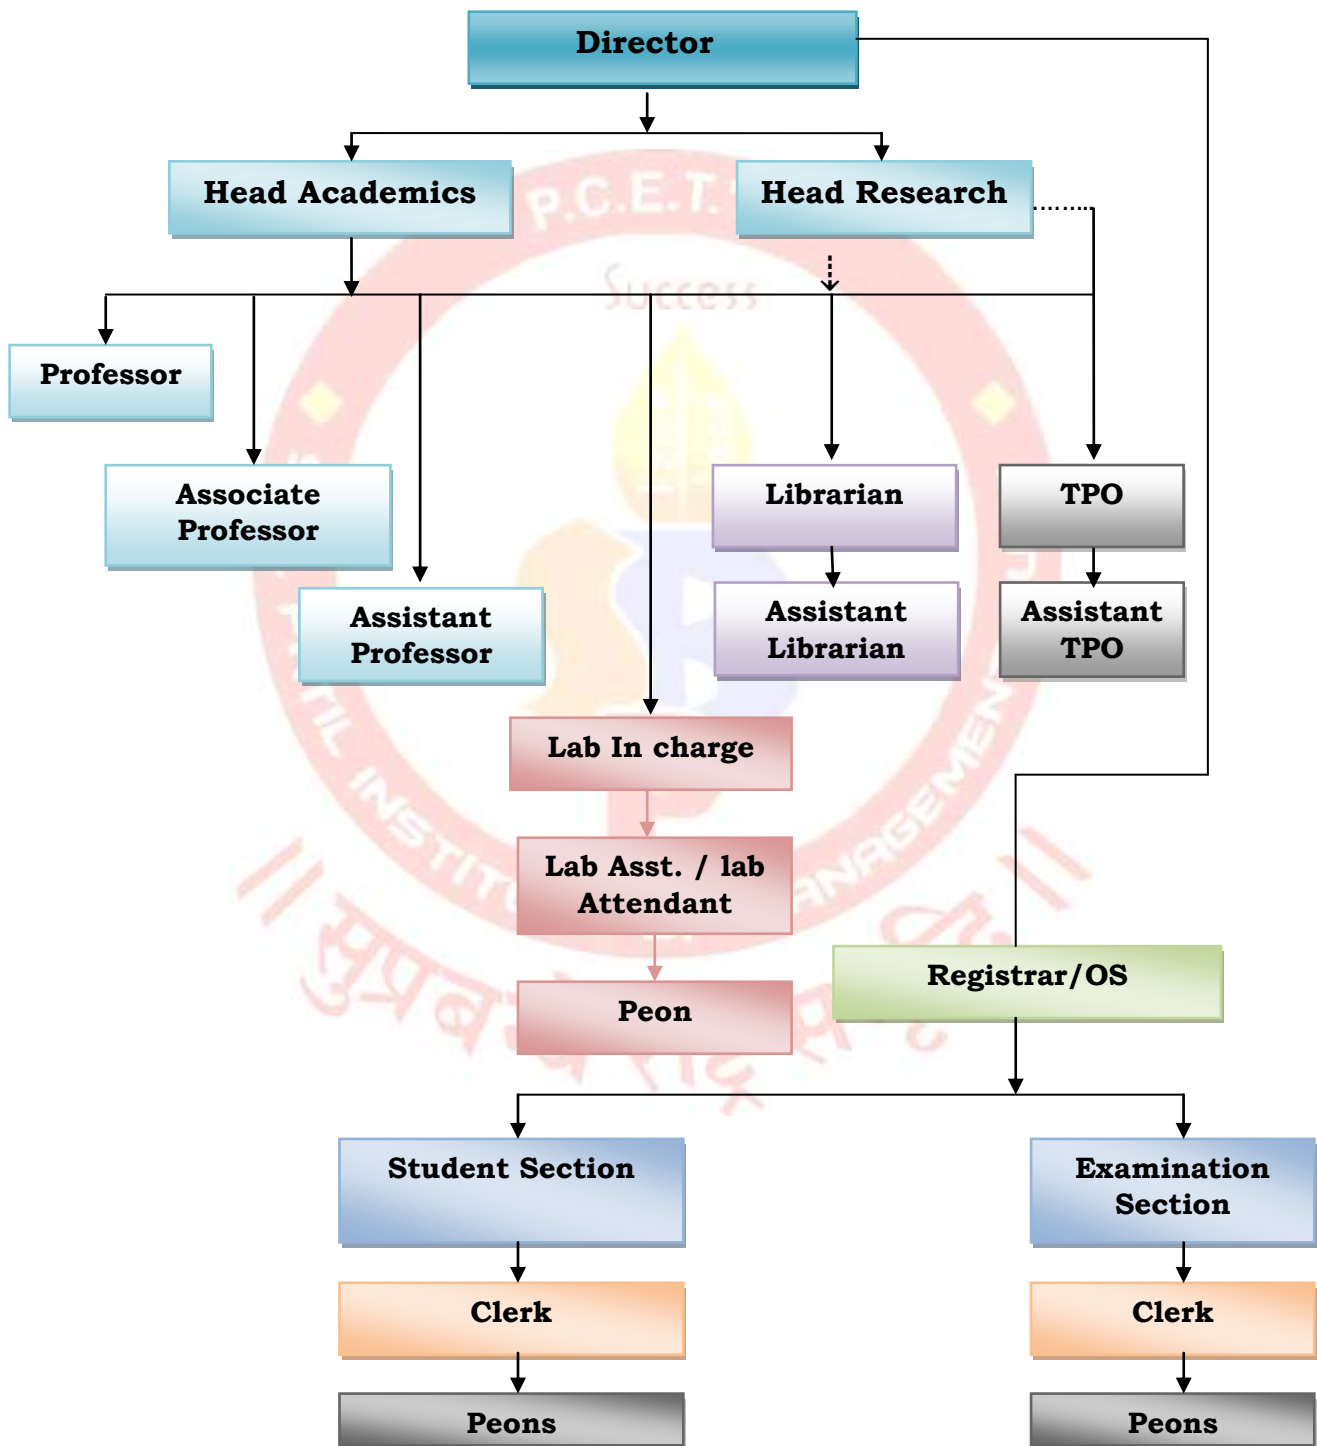 Director
Head Academics
Head Research
P.C.E.T.
Success
Professor
Associate
Professor
Librarian
TPO
Assistant
Professor
Assistant
Librarian
Assistant
TPO
Lab In charge
Lab Asst. / lab
Attendant
Registrar/OS
Peon
Student Section
Examination
Section
Clerk
Clerk
Peons
Peons